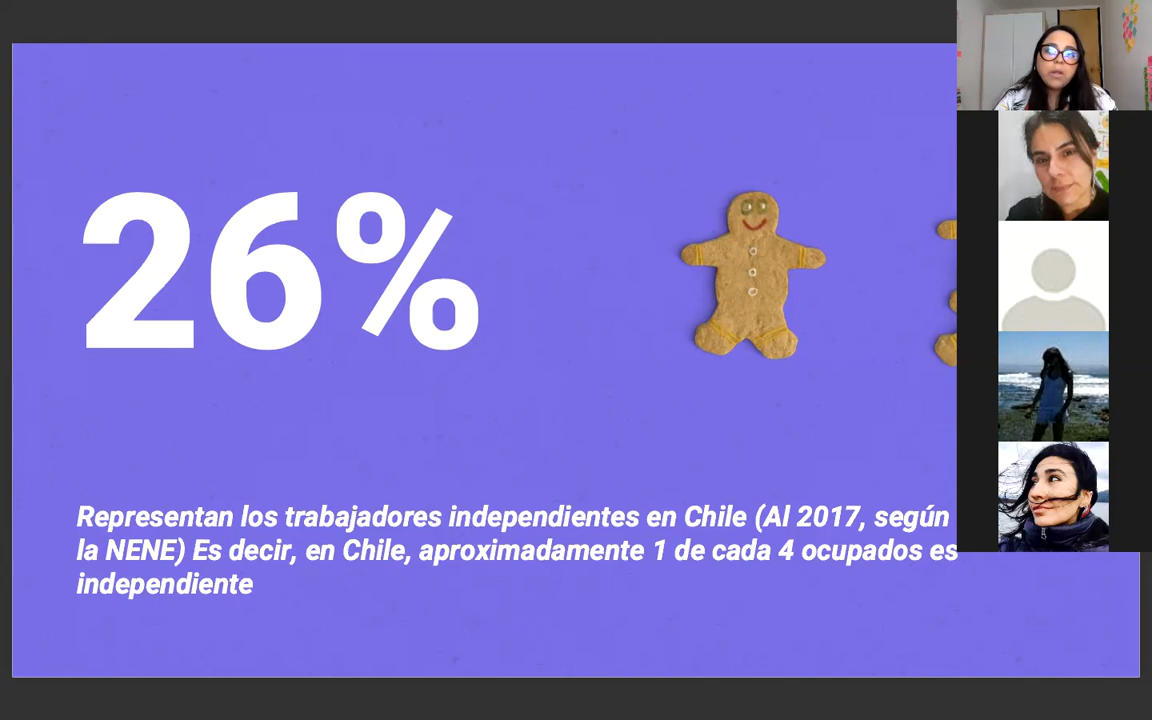 26%
Representan los trabajadores independientes en Chile (Al 2017, según
la NENE) Es decir, en Chile, aproximadamente 1 de cada 4 ocupados es
independiente